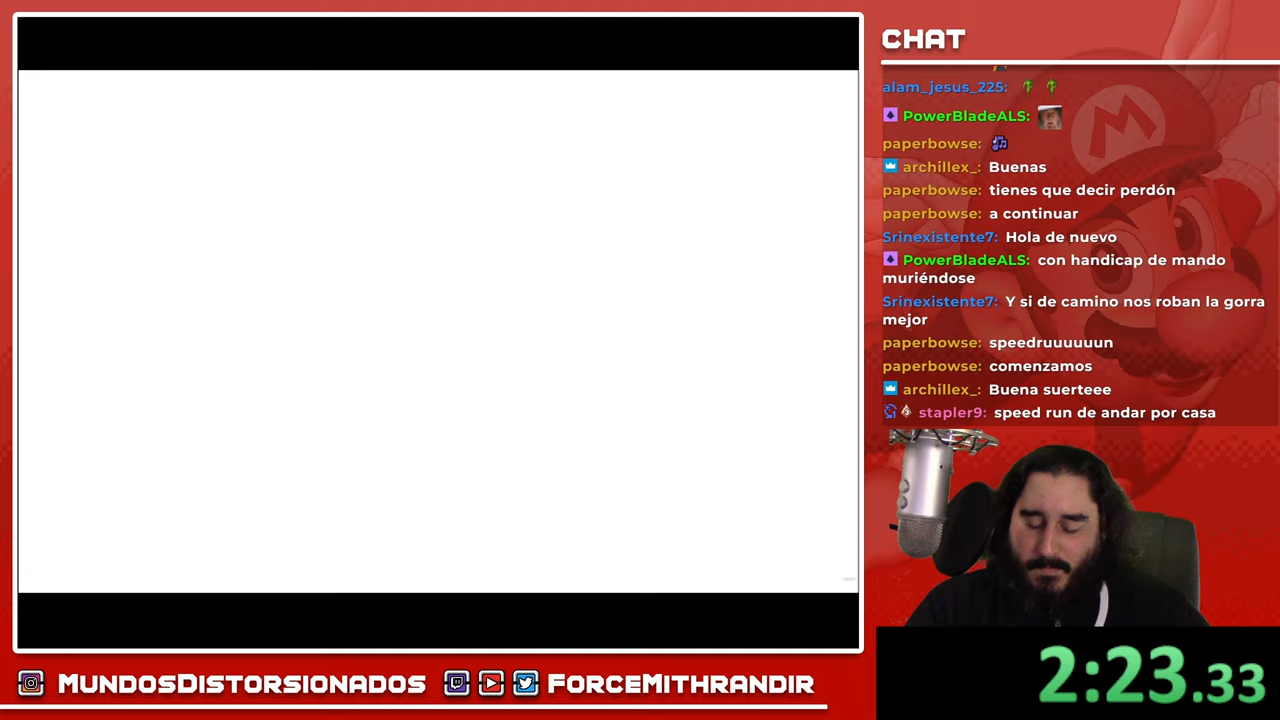 CHAT
alam_jesus_225:
PowerBladeALS:
paperbowse:
archillex_: Buenas
paperbowse: tienes que decir perdón
paperbowse: a continuar
Srinexistente7: Hola de nuevo
PowerBladeALS: con handicap de mando
muriéndose
Srinexistente7: Y si de camino nos roban la gorra
mejor
paperbowse: speedruuuuuun
paperbowse: comenzamos
archillex_: Buena suerteee
stapler9: speed run de andar por casa
M
2:23.33
MUNDOSDISTORSIONADOS FORCEMITHRANDIR